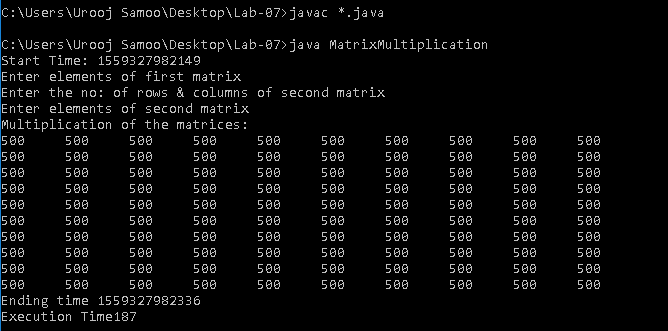 C:\Users\Urooj Samoo\Desktop\Lab-07>javac *.java
C:\Users\Urooj Samoo\Desktop\Lab-07>java MatrixMultiplication
Start Time: 1559327982149
Enter elements of first matrix
Enter the no: of rows & columns of second matrix
Enter elements of second matrix
Multiplication of the matrices:
500 500 500 500 500 500 500 500 500 500
500 500 500 500 500 500 500 500 500 500
500 500 500 500 500 500 500 500 500 500
500 500 500 500 500 500 500 500 500 500
500 500 500 500 500 500 500 500 500 500
500 500 500 500 500 500 500 500 500 500
500 500 500 500 500 500 500 500 500 500
500 500 500 500 500 500 500 500 500 500
500 500 500 500 500 500 500 500 500 500
500 500 500 500 500 500 500 500 500 500
Ending time 1559327982336
Execution Time187